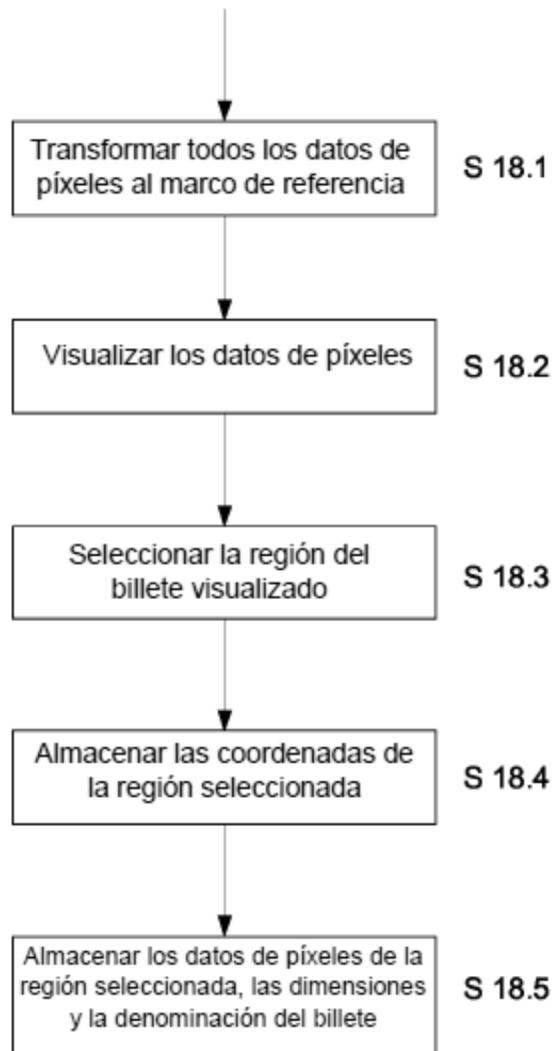 Transformar todos los datos de
píxeles al marco de referencia
S 18.1
Visualizar los datos de píxeles
S 18.2
Seleccionar la región del
billete visualizado
S 18.3
Almacenar las coordenadas de
la región seleccionada
S 18.4
Almacenar los datos de píxeles de la
región seleccionada, las dimensiones
y la denominación del billete
S 18.5